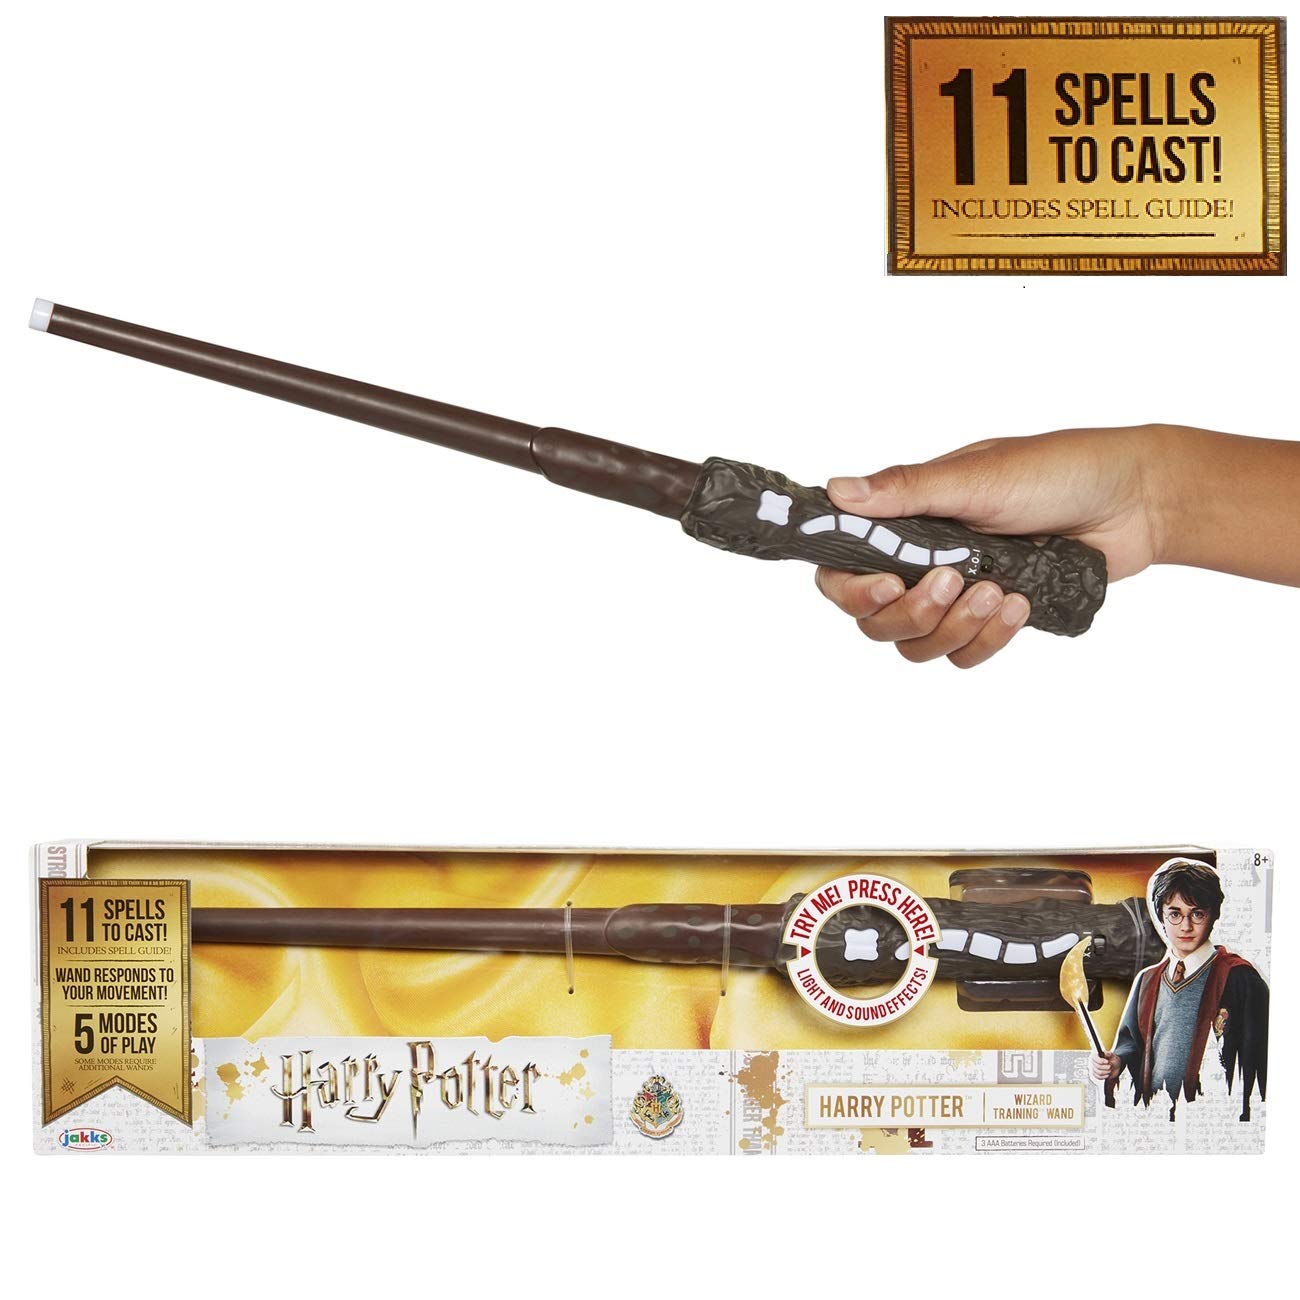 11 SPELLS
TO CAST!
INCLUDES SPELL GUIDE!
X-O-I
STRO
8+
11 SPELLS
TO CAST!
INCLUDES SPELL GUIDE!
WAND RESPONDS TO
YOUR MOVEMENT!
5 MODES
OF PLAY
SOME MODES REQUIRE
ADDITIONAL WANDS
jakks
TRY ME! PRESS HERE!
LIGHT AND SOUND EFFECTS!
Harry Potter
HARRY POTTER™
WIZARD
TRAINING WAND
3 AAA Batteries Required (Included)